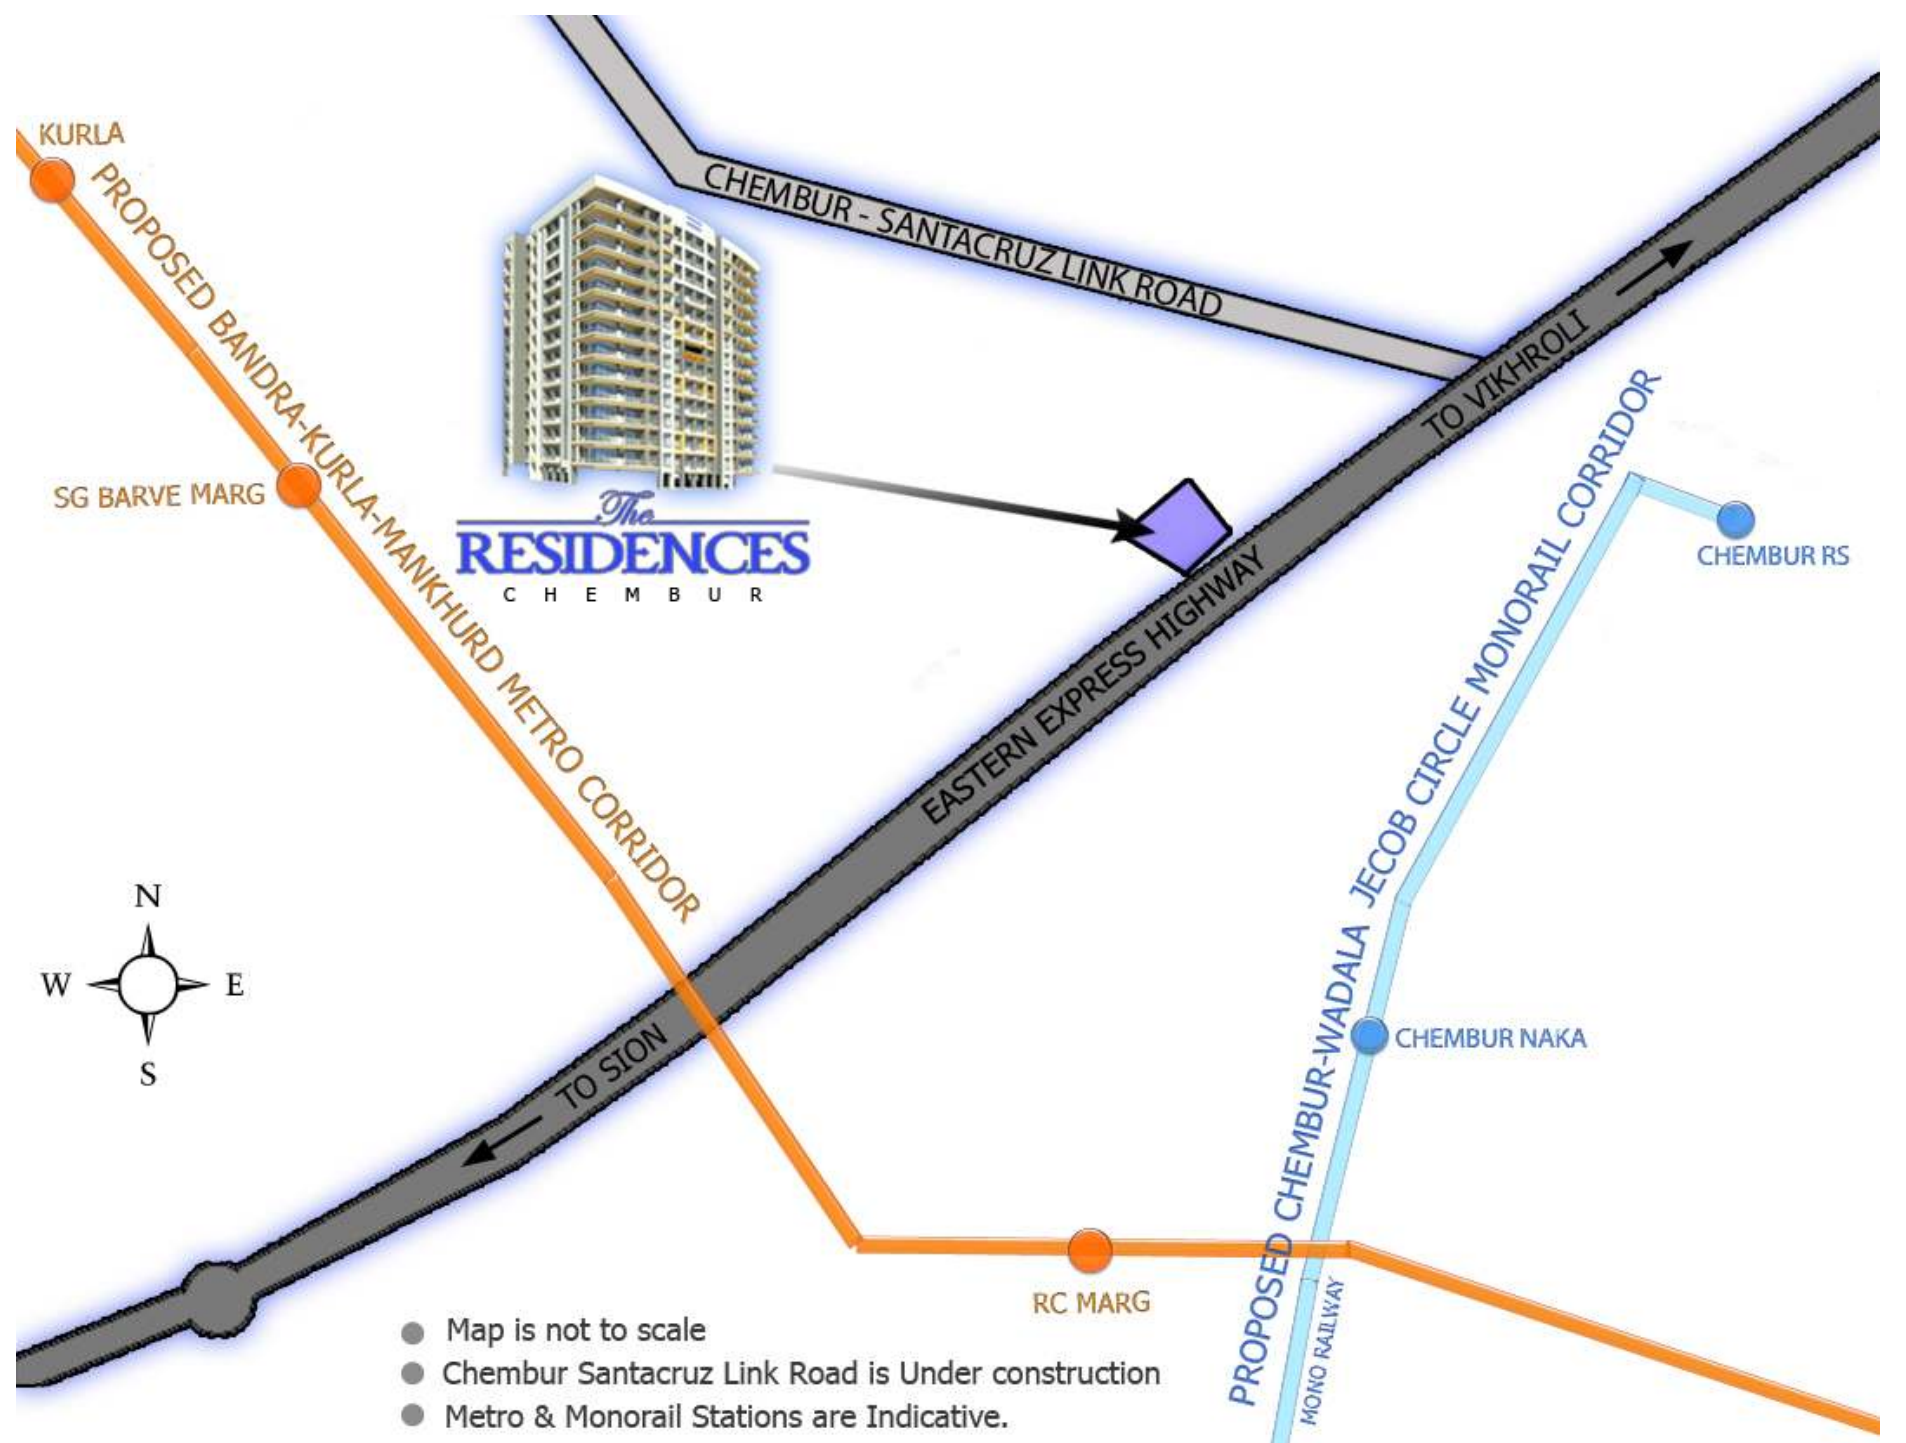 KURLA
PROPOSED BANDRA-KURLA-MANKHURD METRO CORRIDOR
CHEMBUR - SANTACRUZ LINK ROAD
TO VIKHROLI
SG BARVE MARG
The
RESIDENCES
CHEMBUR
EASTERN EXPRESS HIGHWAY
CHEMBUR RS
PROPOSED CHEMBUR-WADALA JECOB CIRCLE MONORAIL CORRIDOR
N
W E
S
TO SION
CHEMBUR NAKA
RC MARG
MONO RAILWAY
Map is not to scale
Chembur Santacruz Link Road is Under construction
Metro & Monorail Stations are Indicative.